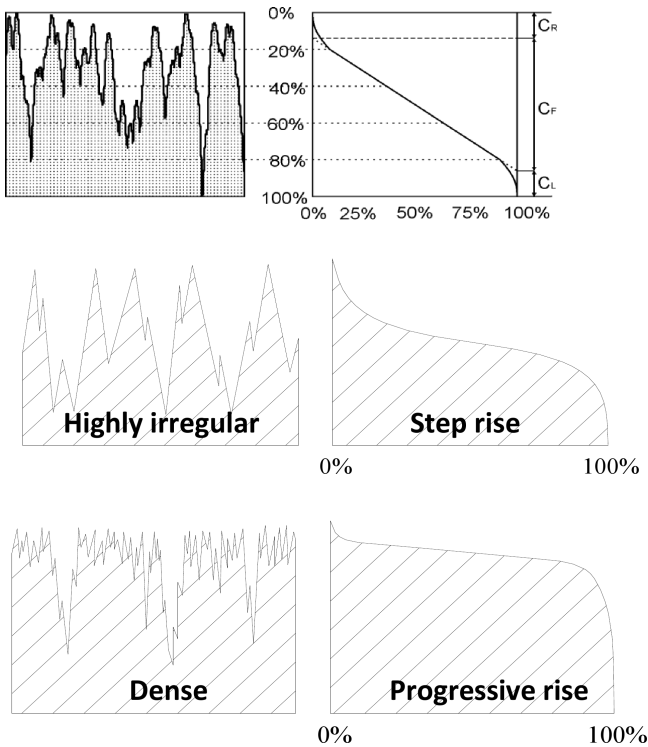 0%
20%
40%
60%
80%
100%
0% 25% 50% 75% 100%
CR
CF
CL
Highly irregular
Step rise
0% 100%
Dense
Progressive rise
0% 100%